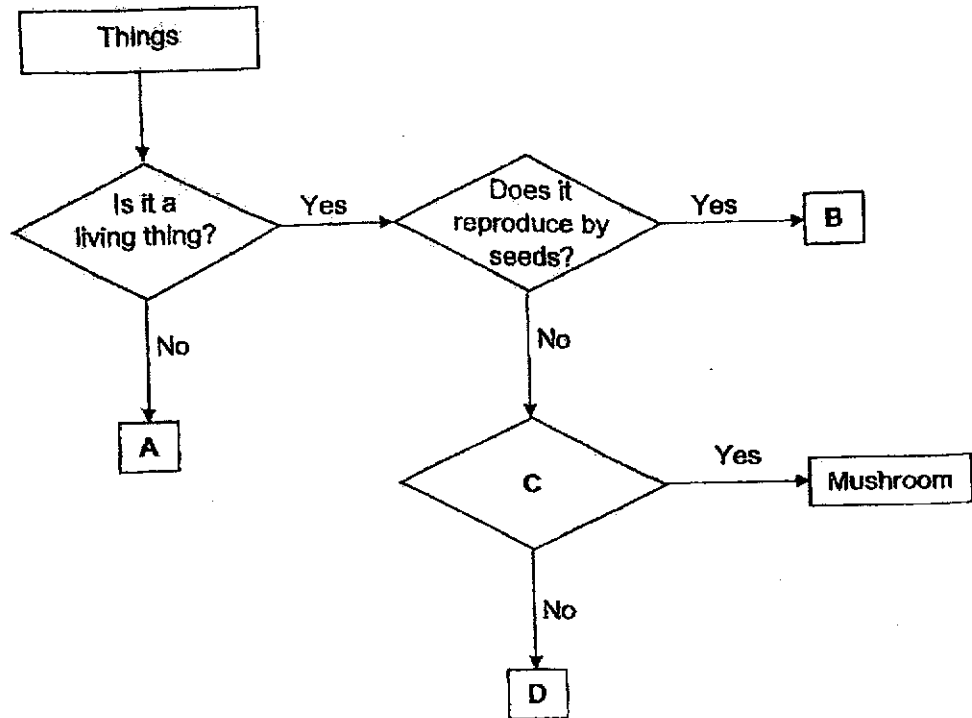 Things
Is it a
living thing?
Yes
Does it
reproduce by
seeds?
Yes
B
No
No
A
C
Yes
Mushroom
No
D